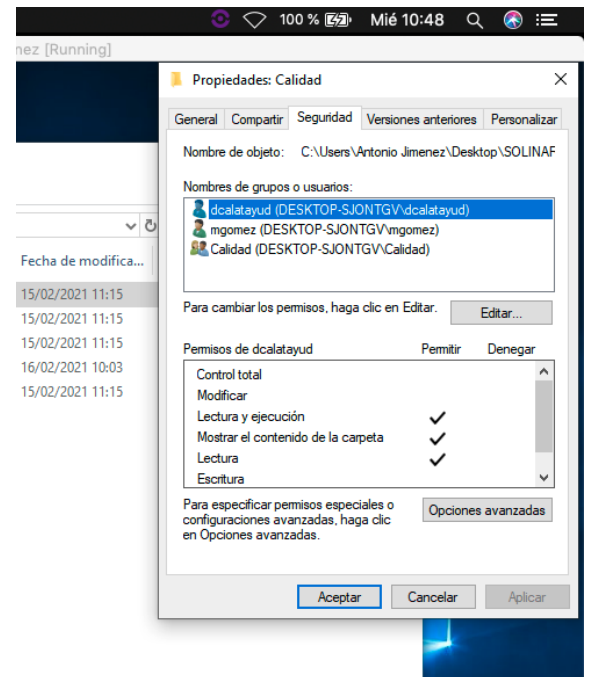 100 % Mié 10:48
nez [Running]
Propiedades: Calidad
General Compartir Seguridad Versiones anteriores Personalizar
Nombre de objeto: C:\Users\Antonio Jimenez\Desktop\SOLINAF
Nombres de grupos o usuarios:
dcalatayud (DESKTOP-SJONTGV\dcalatayud)
mgomez (DESKTOP-SJONTGV\mgomez)
Calidad (DESKTOP-SJONTGV\Calidad)
Fecha de modifica...
15/02/2021 11:15
15/02/2021 11:15
15/02/2021 11:15
16/02/2021 10:03
15/02/2021 11:15
Para cambiar los permisos, haga clic en Editar. Editar...
Permisos de dcalatayud Permitir Denegar
Control total
Modificar
Lectura y ejecución
Mostrar el contenido de la carpeta
Lectura
Escritura
Para especificar permisos especiales o
configuraciones avanzadas, haga clic
en Opciones avanzadas.
Opciones avanzadas
Aceptar Cancelar Aplicar